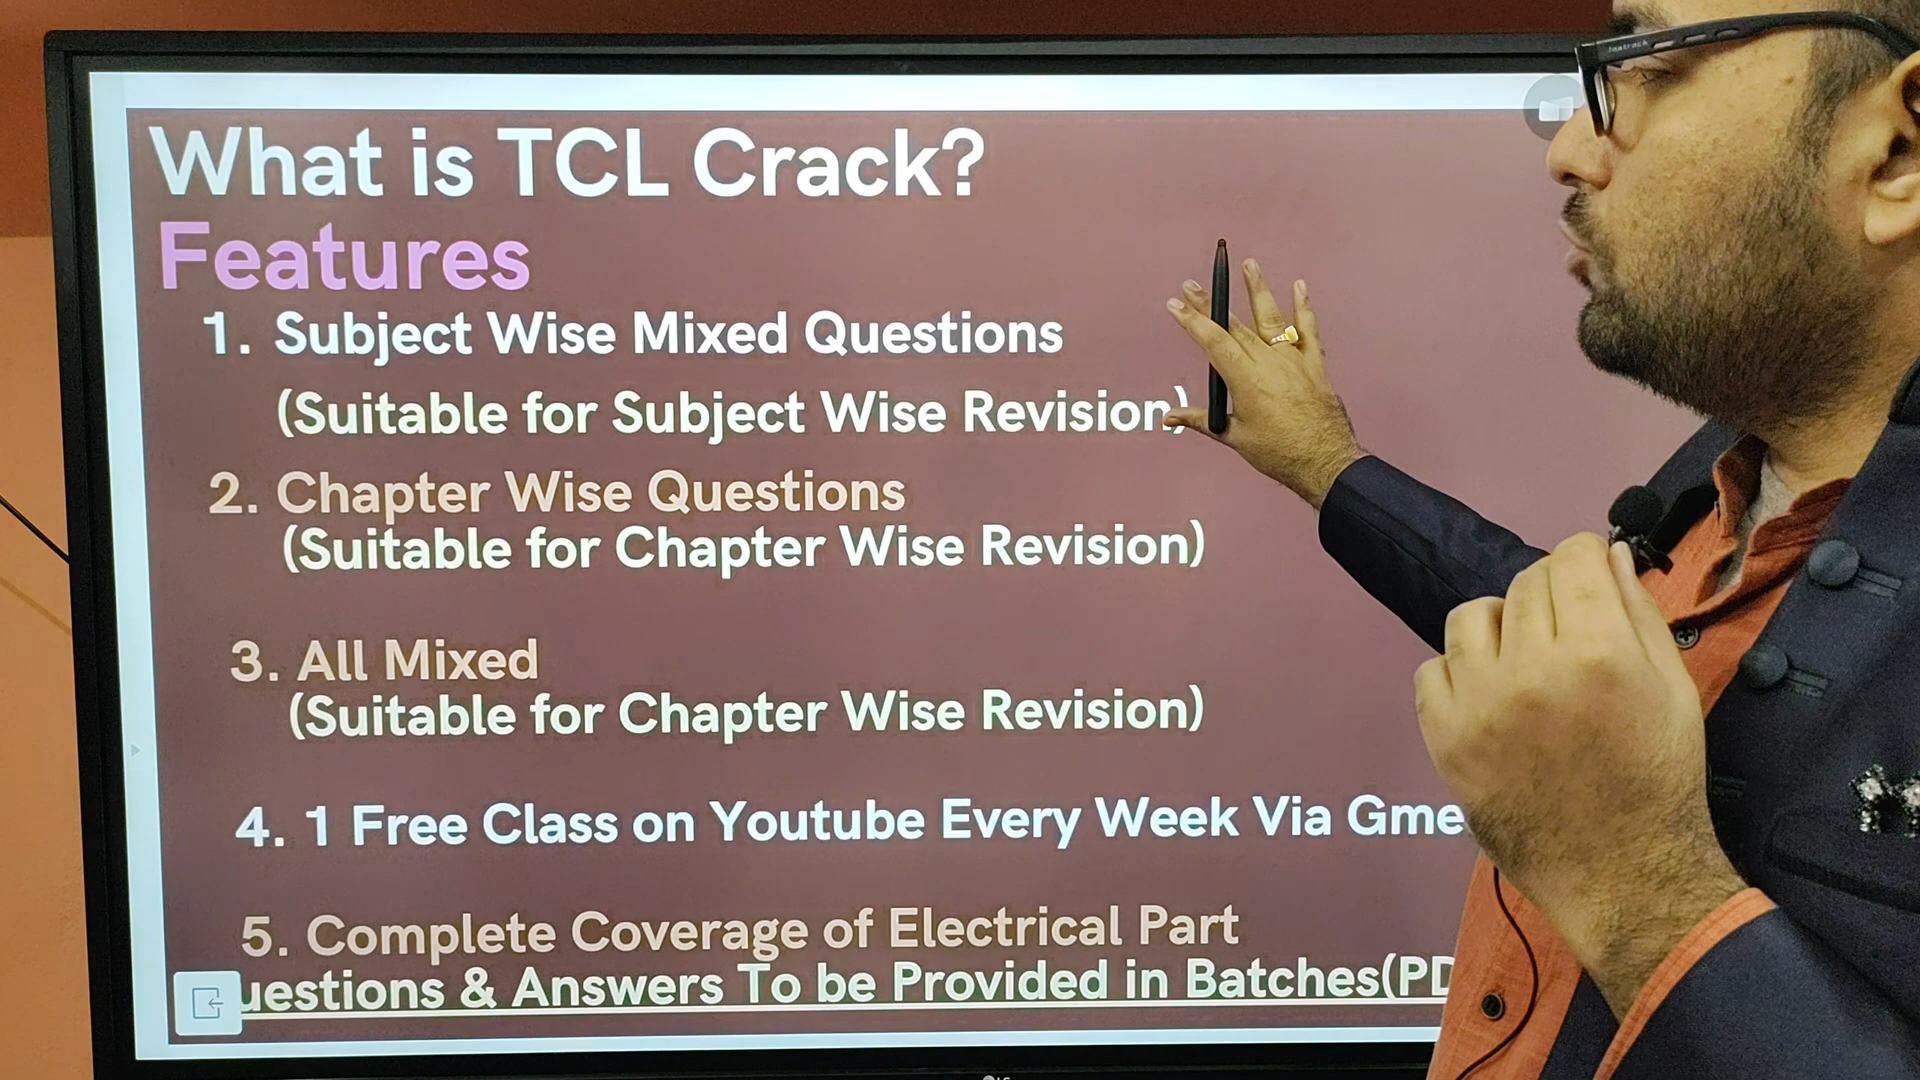 What is TCL Crack?
Features
1. Subject Wise Mixed Questions
(Suitable for Subject Wise Revision)
2. Chapter Wise Questions
(Suitable for Chapter Wise Revision)
3. All Mixed
(Suitable for Chapter Wise Revision)
4. 1 Free Class on Youtube Every Week Via Gme
5. Complete Coverage of Electrical Part
uestions & Answers To be Provided in Batches(PD
fastrack